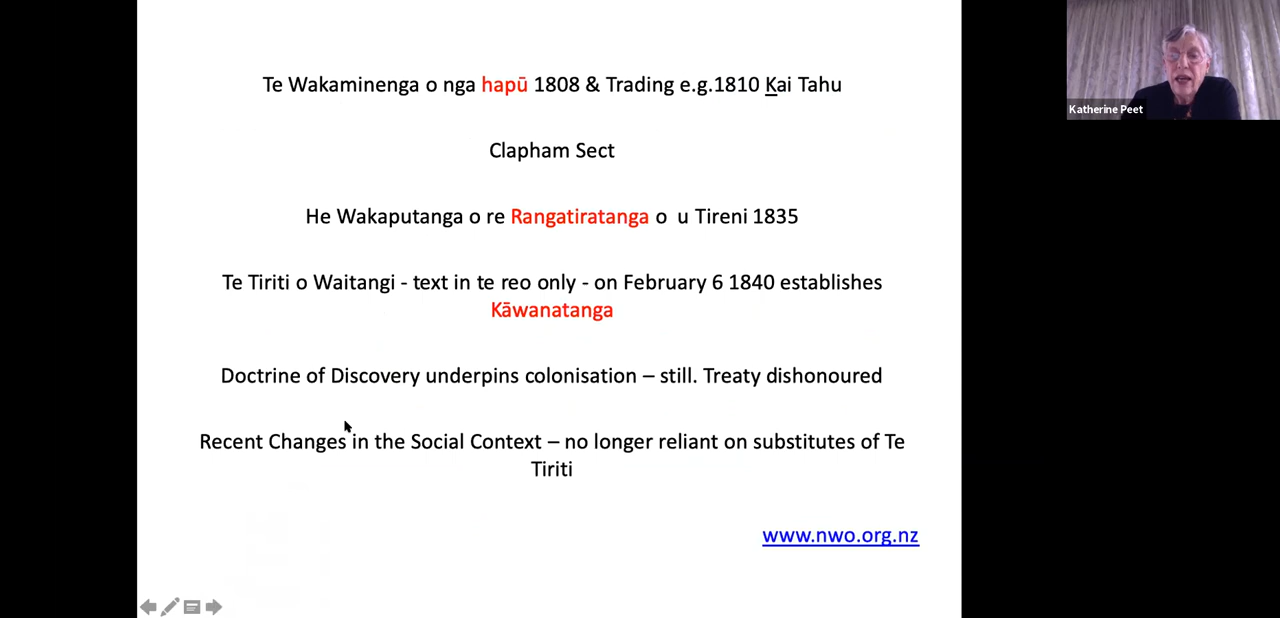 Te Wakaminenga o nga hapū 1808 & Trading e.g.1810 Kai Tahu
Clapham Sect
He Wakaputanga o re Rangatiratanga o  u Tireni 1835
Te Tiriti o Waitangi - text in te reo only - on February 6 1840 establishes
Kāwanatanga
Doctrine of Discovery underpins colonisation – still. Treaty dishonoured
Recent Changes in the Social Context – no longer reliant on substitutes of Te
Tiriti
www.nwo.org.nz
Katherine Peet